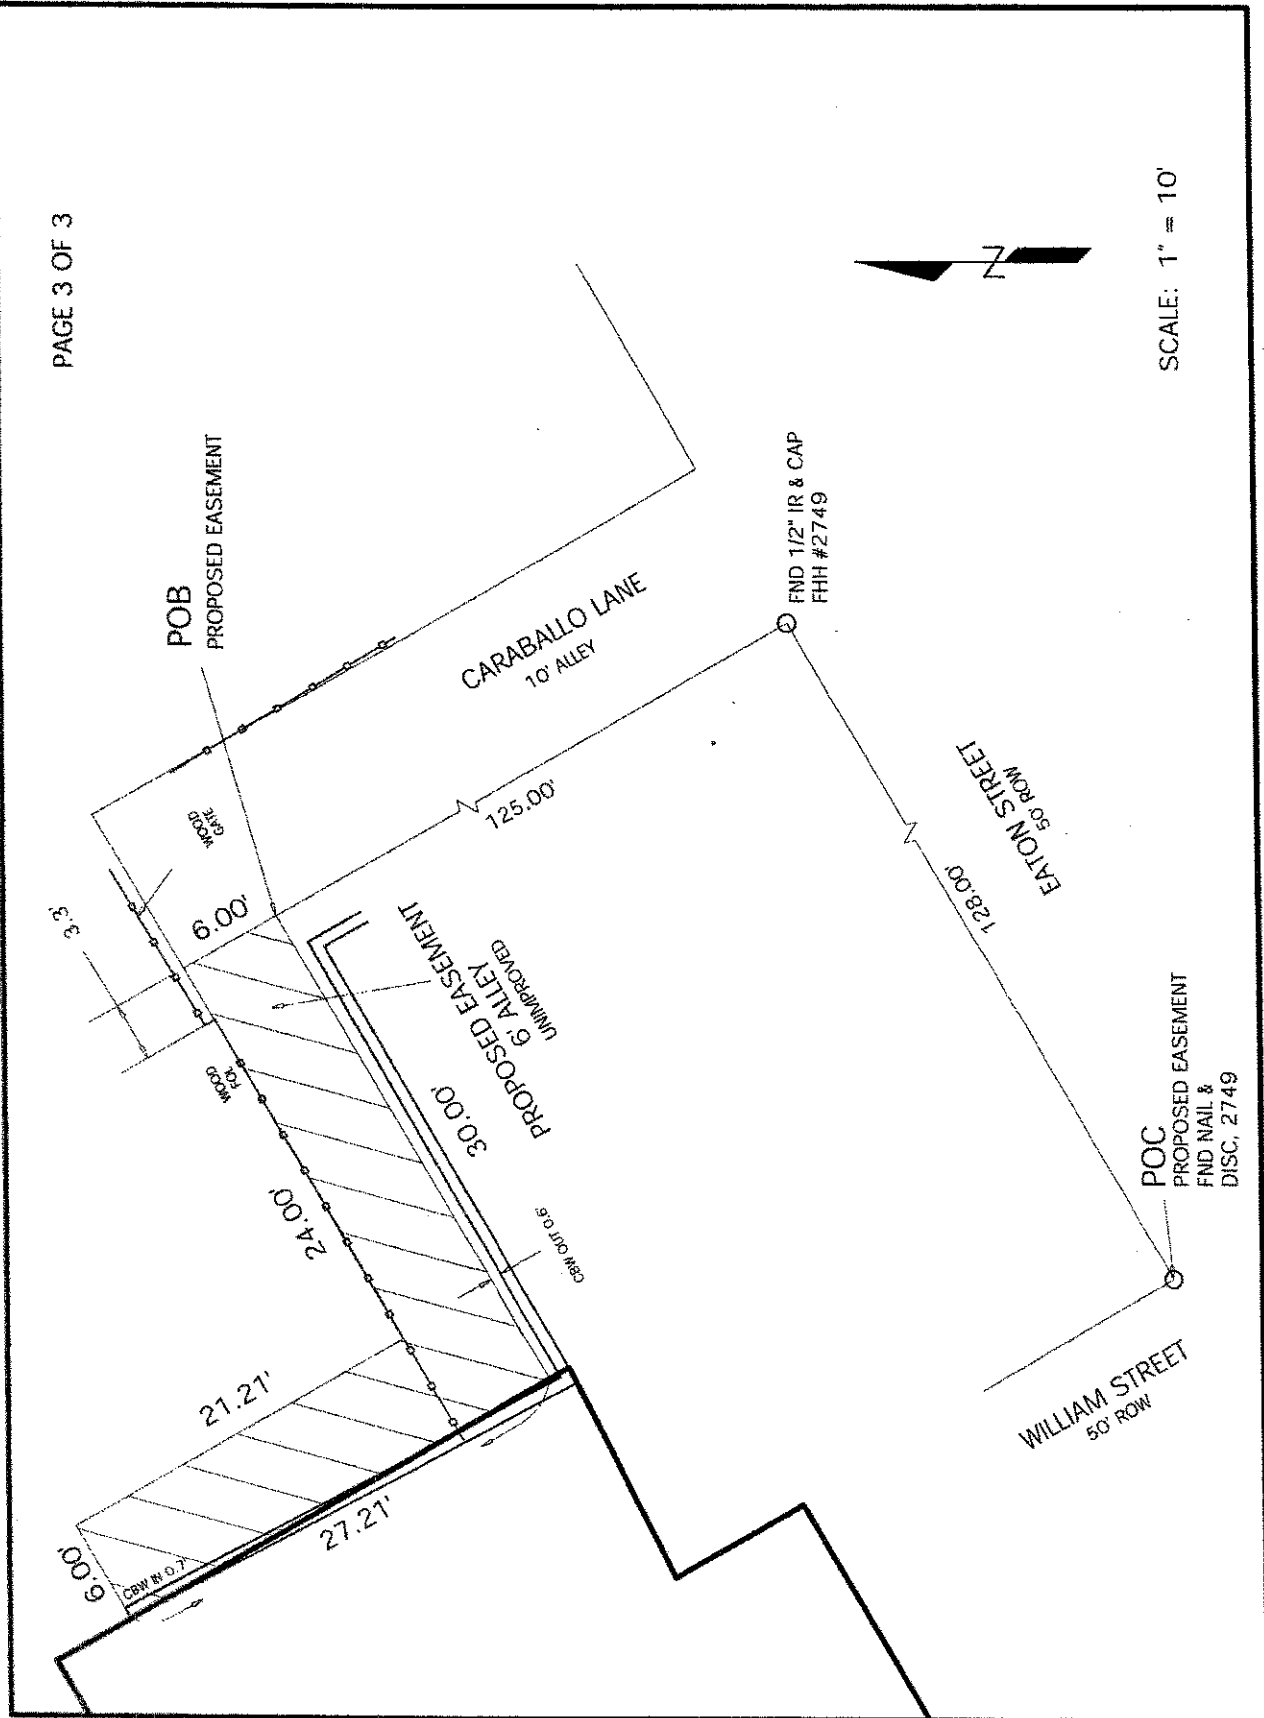 PAGE 3 OF 3
POB
PROPOSED EASEMENT
3.3'
WOOD
GATE
6.00'
WOOD
FOL
24.00'
PROPOSED EASEMENT
6' ALLEY
UNIMPROVED
30.00'
CBW OUT 0.6'
21.21'
27.21'
6.00'
CBW IN 0.7'
CARABALLO LANE
10' ALLEY
125.00'
FND 1/2" IR & CAP
FHH #2749
128.00'
EATON STREET
50' ROW
POC
PROPOSED EASEMENT
FND NAIL &
DISC, 2749
WILLIAM STREET
50' ROW
N
SCALE: 1" = 10'